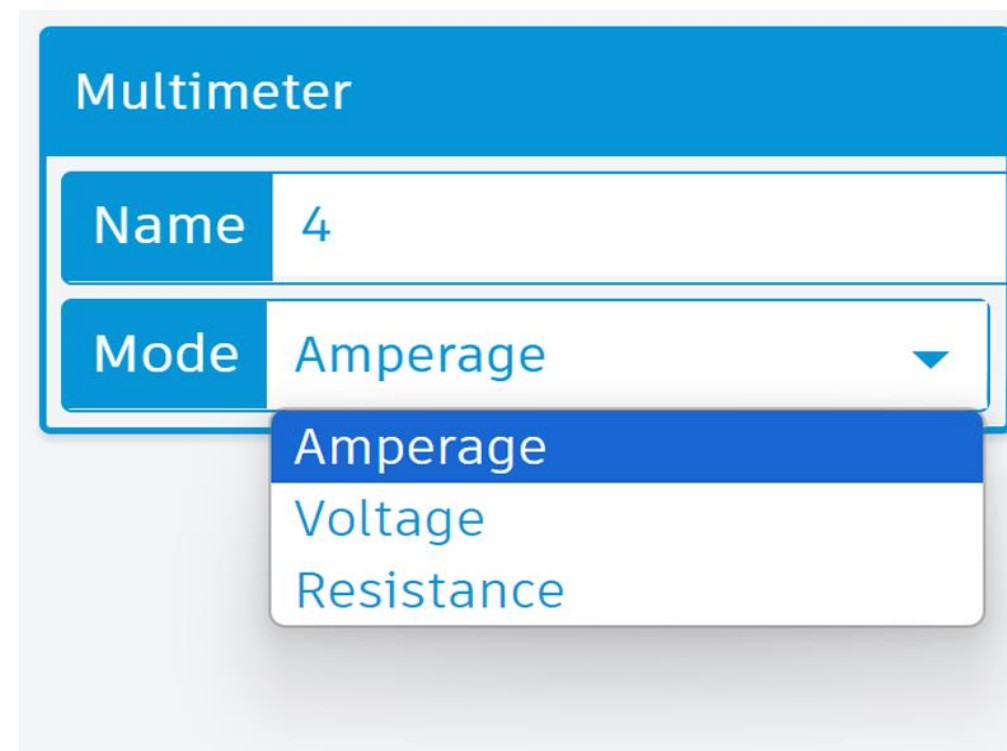 Multimeter
Name 4
Mode Amperage
Amperage
Voltage
Resistance